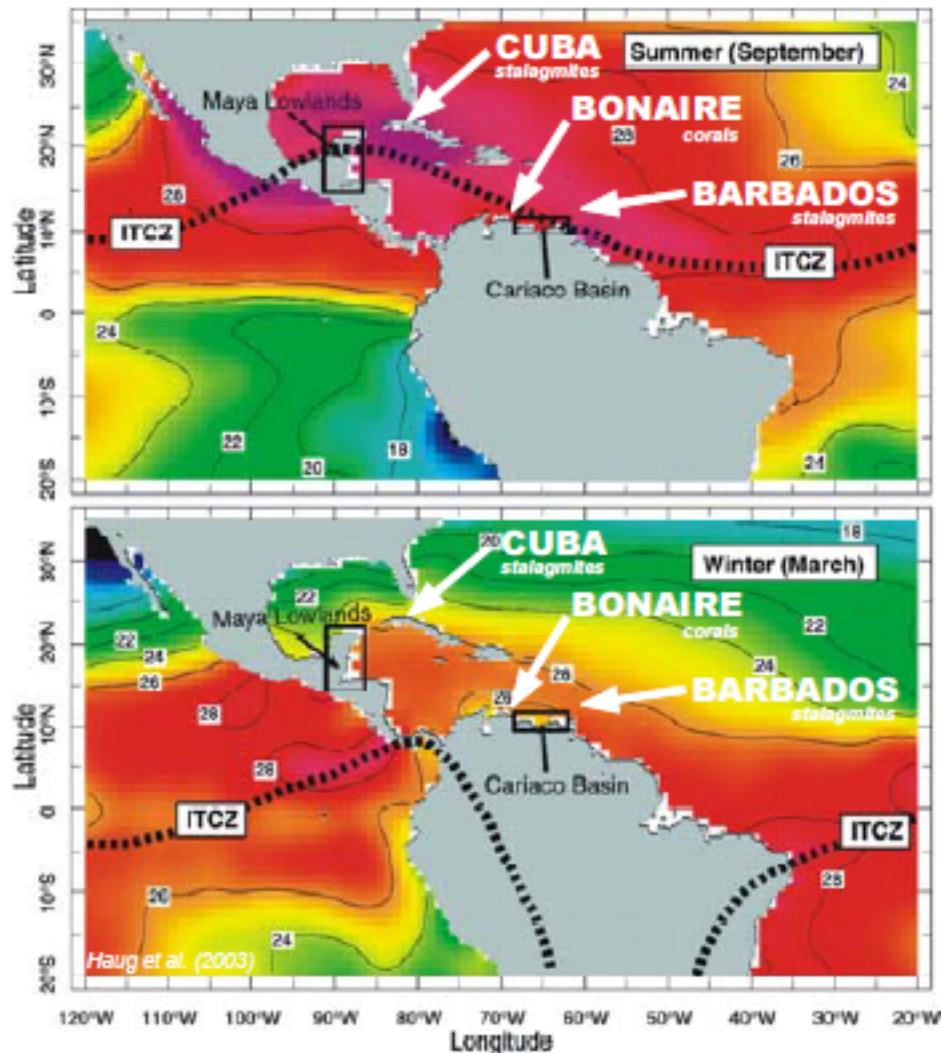 CUBA
stalagmites
Summer (September)
24
Maya Lowlands
BONAIRE
corals
28
26
BARBADOS
stalagmites
28
ITCZ
ITCZ
Cariaco Basin
24
22
20
18
24
30°N
20°N
10°N
0
10°S
20°S
Latitude
20
18
CUBA
stalagmites
Winter (March)
22
Maya Lowlands
BONAIRE
corals
22
24
26
28
26
26
24
22
BARBADOS
stalagmites
28
Cariaco Basin
ITCZ
ITCZ
28
26
24
Haug et al. (2003)
30°N
20°N
10°N
0
10°S
20°S
Latitude
120°W 110°W 100°W 90°W 80°W 70°W 60°W 50°W 40°W 30°W 20°W
Longitude